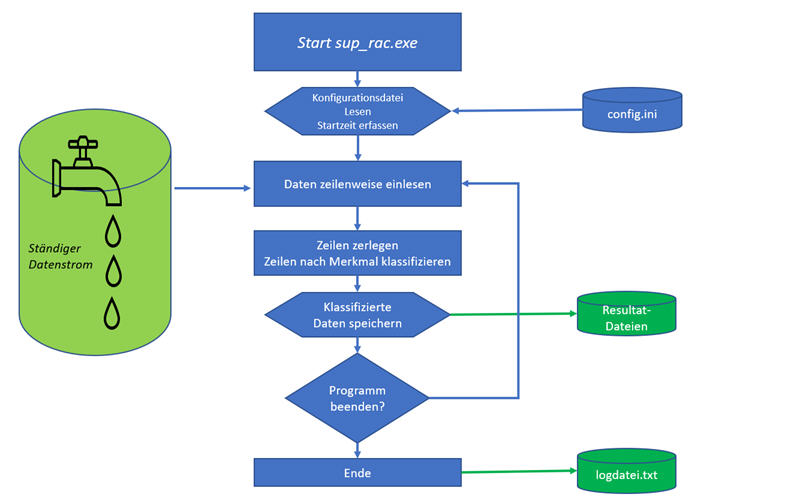 Start sup_rac.exe
Konfigurationsdatei
Lesen
Startzeit erfassen
config.ini
Daten zeilenweise einlesen
Ständiger
Datenstrom
Zeilen zerlegen
Zeilen nach Merkmal klassifizieren
Klassifizierte
Daten speichern
Resultat-
Dateien
Programm
beenden?
Ende
logdatei.txt